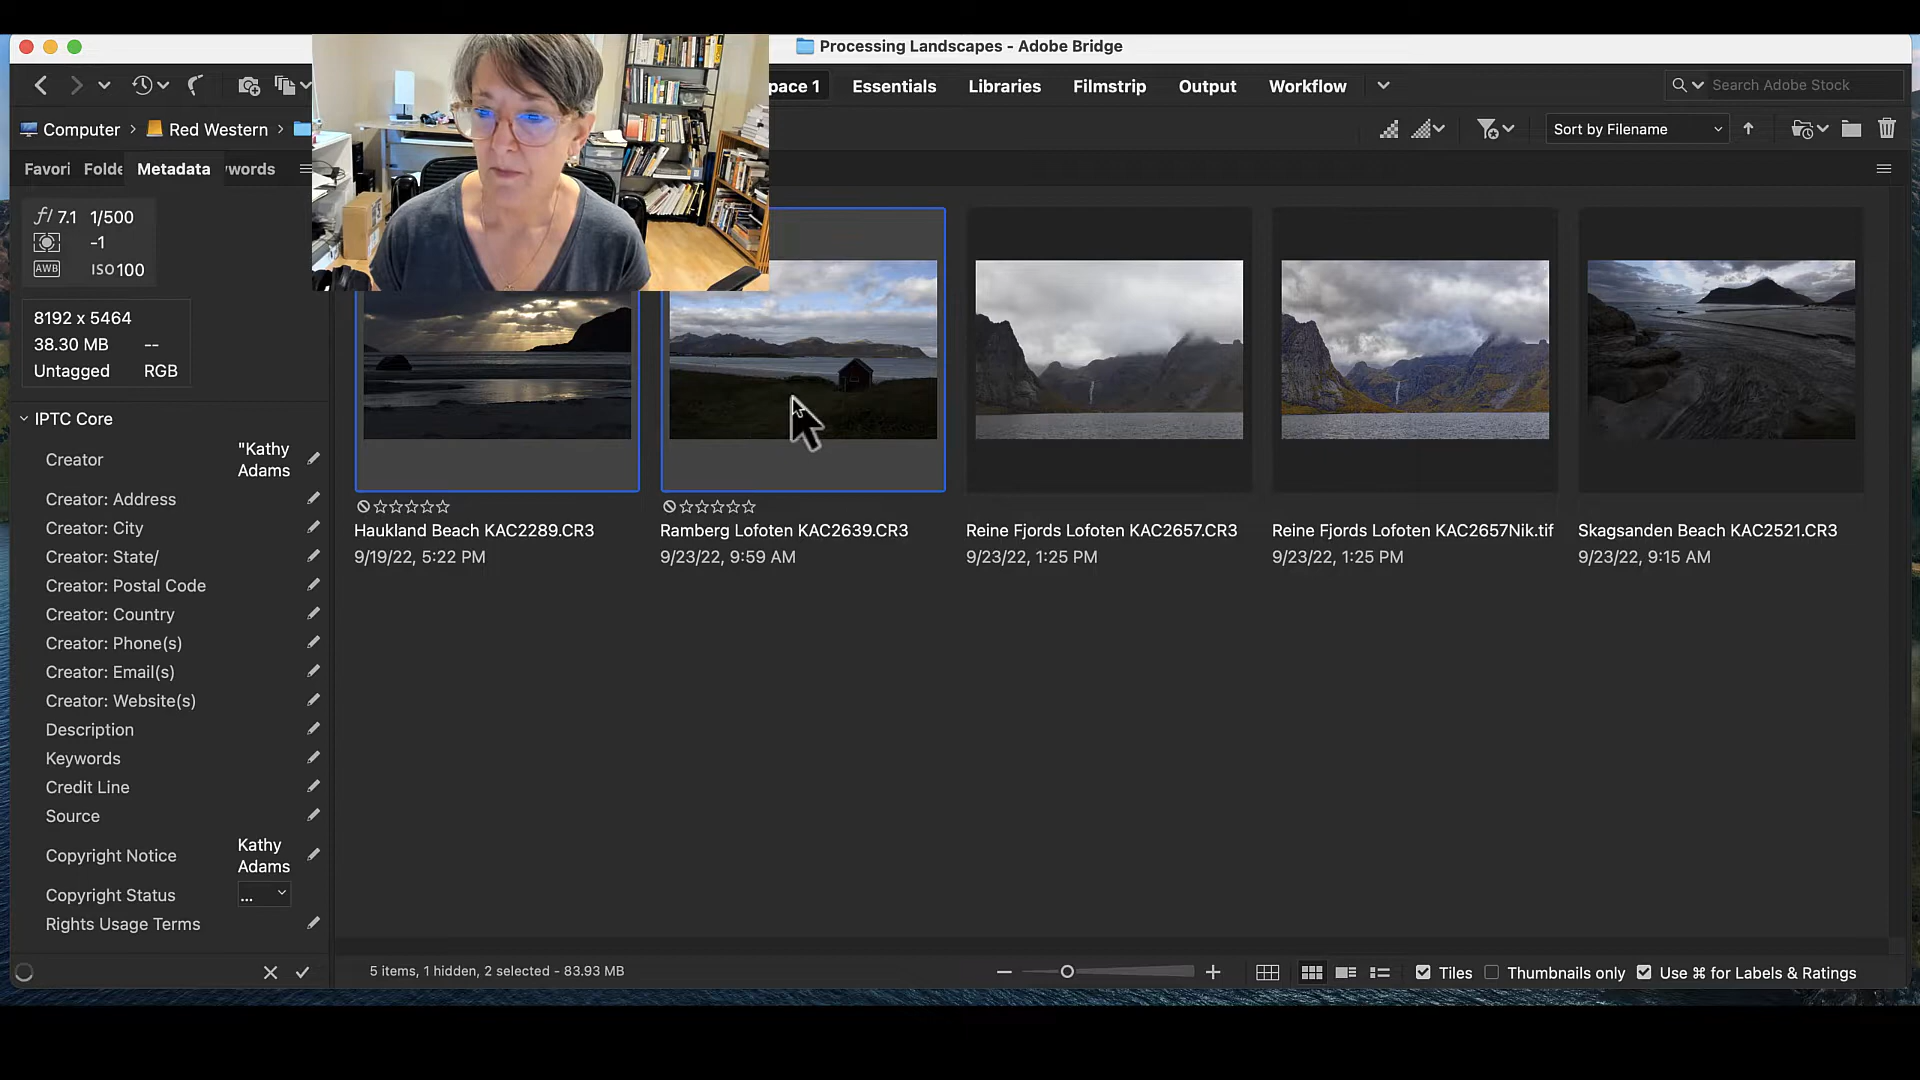 Processing Landscapes - Adobe Bridge
pace 1 Essentials Libraries Filmstrip Output Workflow
Search Adobe Stock
Computer Red Western
Sort by Filename
Favori Folde Metadata ywords
f/ 7.1 1/500
-1
AWB ISO100
8192 x 5464
38.30 MB --
Untagged RGB
IPTC Core
Creator "Kathy Adams
Creator: Address
Creator: City
Creator: State/
Creator: Postal Code
Creator: Country
Creator: Phone(s)
Creator: Email(s)
Creator: Website(s)
Description
Keywords
Credit Line
Source
Copyright Notice Kathy Adams
Copyright Status ...
Rights Usage Terms
Haukland Beach KAC2289.CR3
9/19/22, 5:22 PM
Ramberg Lofoten KAC2639.CR3
9/23/22, 9:59 AM
Reine Fjords Lofoten KAC2657.CR3
9/23/22, 1:25 PM
Reine Fjords Lofoten KAC2657Nik.tif
9/23/22, 1:25 PM
Skagsanden Beach KAC2521.CR3
9/23/22, 9:15 AM
5 items, 1 hidden, 2 selected - 83.93 MB
Tiles Thumbnails only Use ⌘ for Labels & Ratings